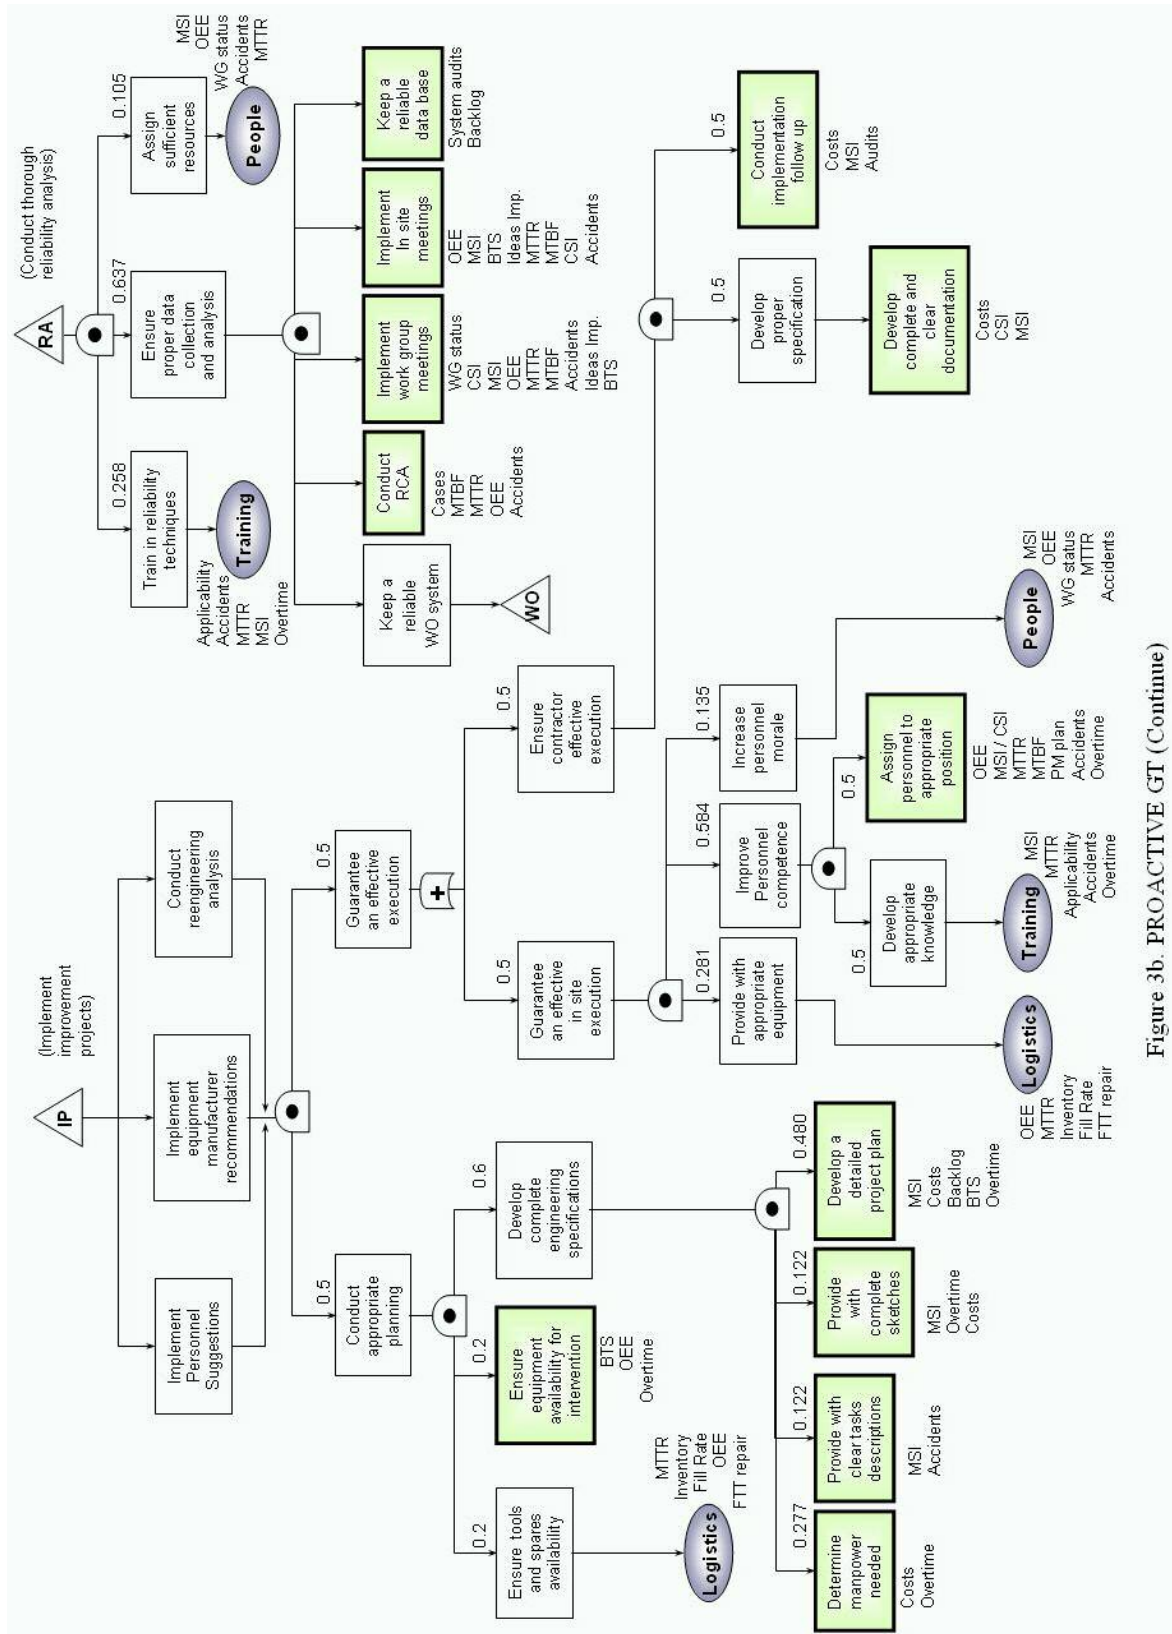 IP
(Implement
improvement
projects)
Implement
Personnel
Suggestions
Implement
equipment
manufacturer
recommendations
Conduct
reengineering
analysis
0.5
Conduct
appropriate
planning
0.5
Guarantee
an effective
execution
+
0.2
Ensure tools
and spares
availability
0.2
Ensure
equipment
availability for
intervention
BTS
OEE
Overtime
0.6
Develop
complete
engineering
specifications
MTTR
Inventory
Fill Rate
OEE
FTT repair
Logistics
0.277
Determine
manpower
needed
Costs
Overtime
0.122
Provide with
clear tasks
descriptions
MSI
Accidents
0.122
Provide
with
complete
sketches
MSI
Overtime
Costs
0.480
Develop a
detailed
project plan
MSI
Costs
Backlog
BTS
Overtime
0.5
Guarantee
an effective
in site
execution
0.5
Ensure
contractor
effective
execution
0.281
Provide with
appropriate
equipment
0.584
Improve
Personnel
competence
0.135
Increase
personnel
morale
0.5
Develop
appropriate
knowledge
0.5
Assign
personnel to
appropriate
position
OEE
MSI / CSI
MTTR
MTBF
PM plan
Accidents
Overtime
OEE
MTTR
Inventory
Fill Rate
FTT repair
Logistics
Training
MSI
MTTR
Applicability
Accidents
Overtime
People
MSI
OEE
WG status
MTTR
Accidents
0.5
Develop
proper
specification
0.5
Conduct
implementation
follow up
Costs
MSI
Audits
Develop
complete and
clear
documentation
Costs
CSI
MSI
RA
(Conduct thorough
reliability analysis)
0.258
Train in reliability
techniques
0.637
Ensure
proper data
collection
and analysis
0.105
Assign
sufficient
resources
Applicability
Accidents
MTTR
MSI
Overtime
Training
People
MSI
OEE
WG status
Accidents
MTTR
Keep a
reliable
WO system
WO
Conduct
RCA
Cases
MTBF
MTTR
OEE
Accidents
Implement
work group
meetings
WG status
CSI
MSI
OEE
MTTR
MTBF
Accidents
Ideas Imp.
BTS
Implement
In site
meetings
OEE
MSI
BTS
Ideas Imp.
MTTR
MTBF
CSI
Accidents
Keep a
reliable
data base
System audits
Backlog
Figure 3b. PROACTIVE GT (Continue)